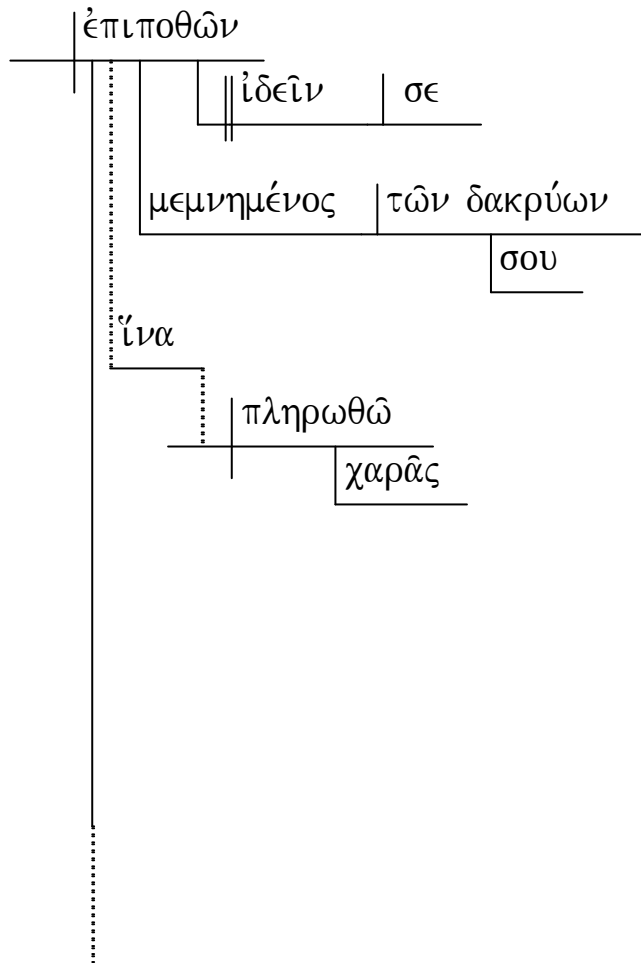 ἐπιποθῶν
ἰδεῖν σε
μεμνημένος τῶν δακρύων
σου
ἵνα
πληρωθῶ
χαρᾶς